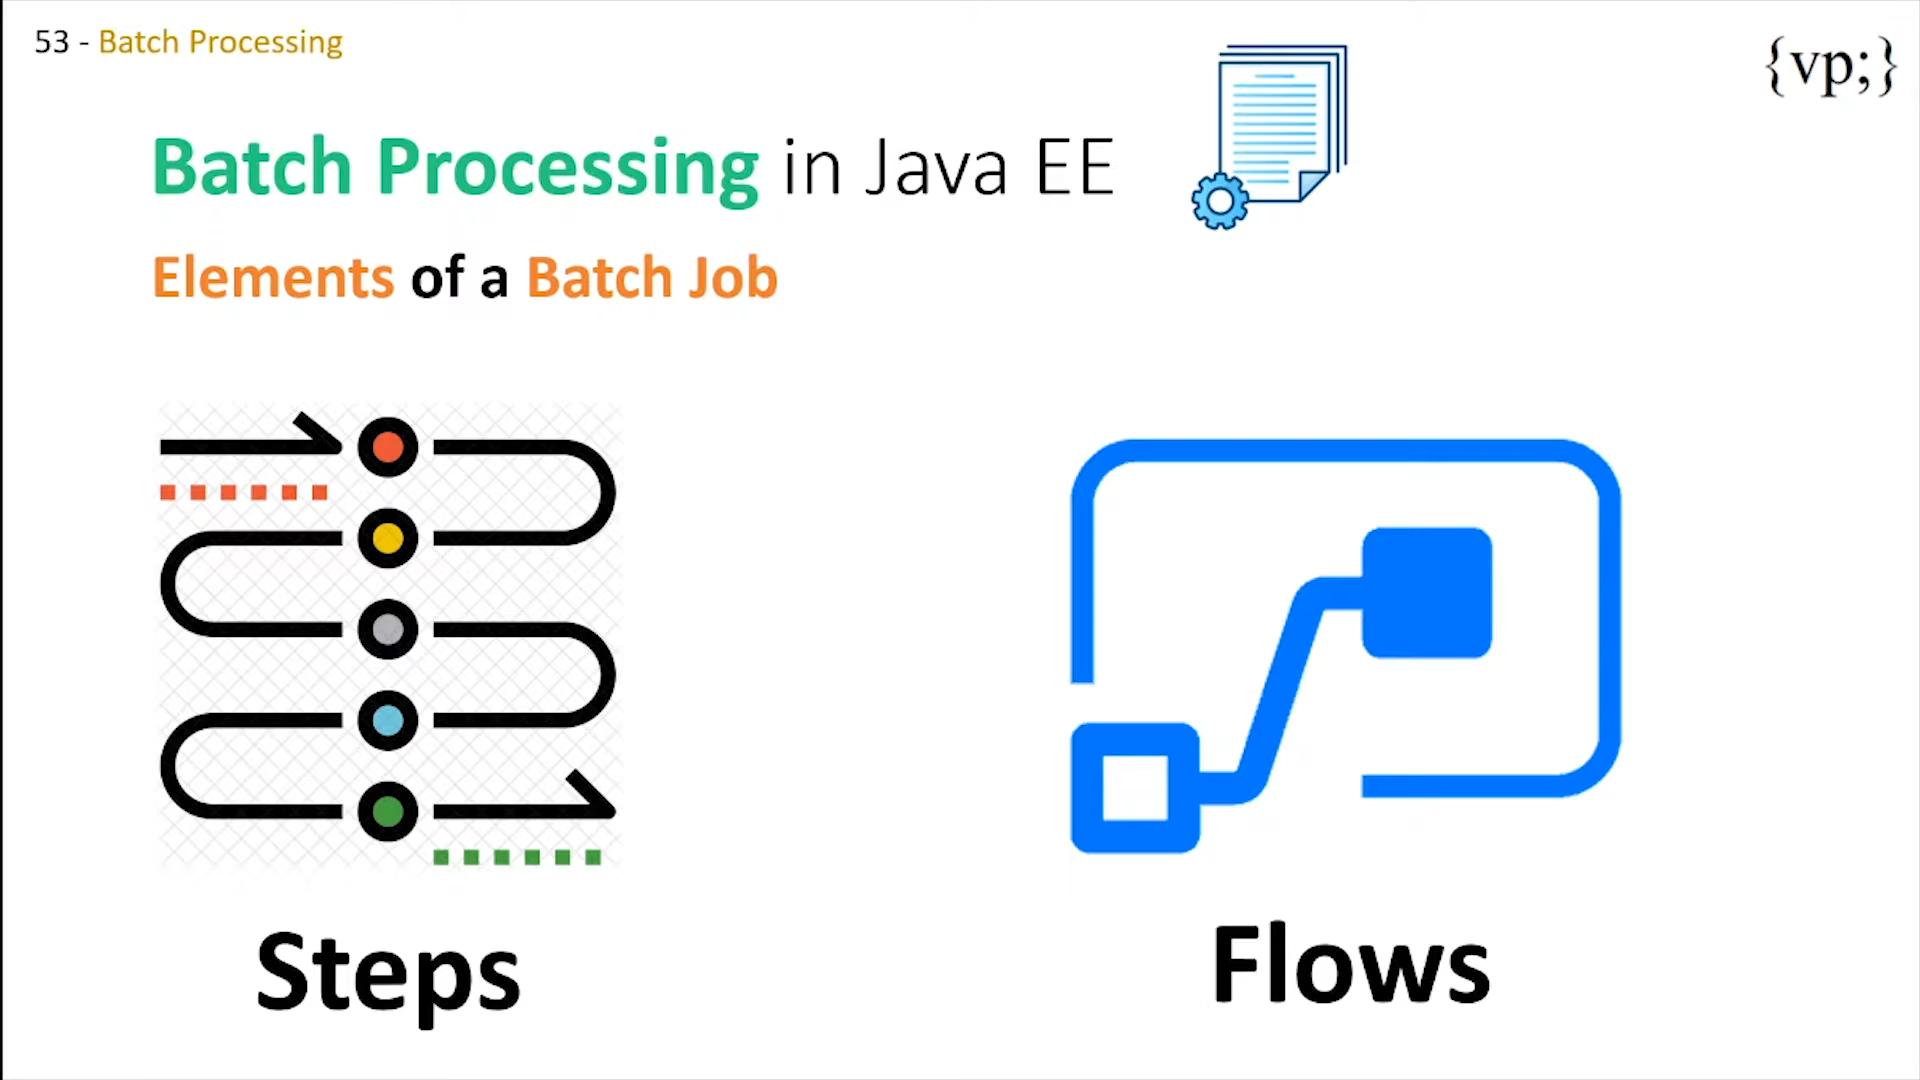 53 - Batch Processing
{vp;}
Batch Processing in Java EE
Elements of a Batch Job
Steps
Flows